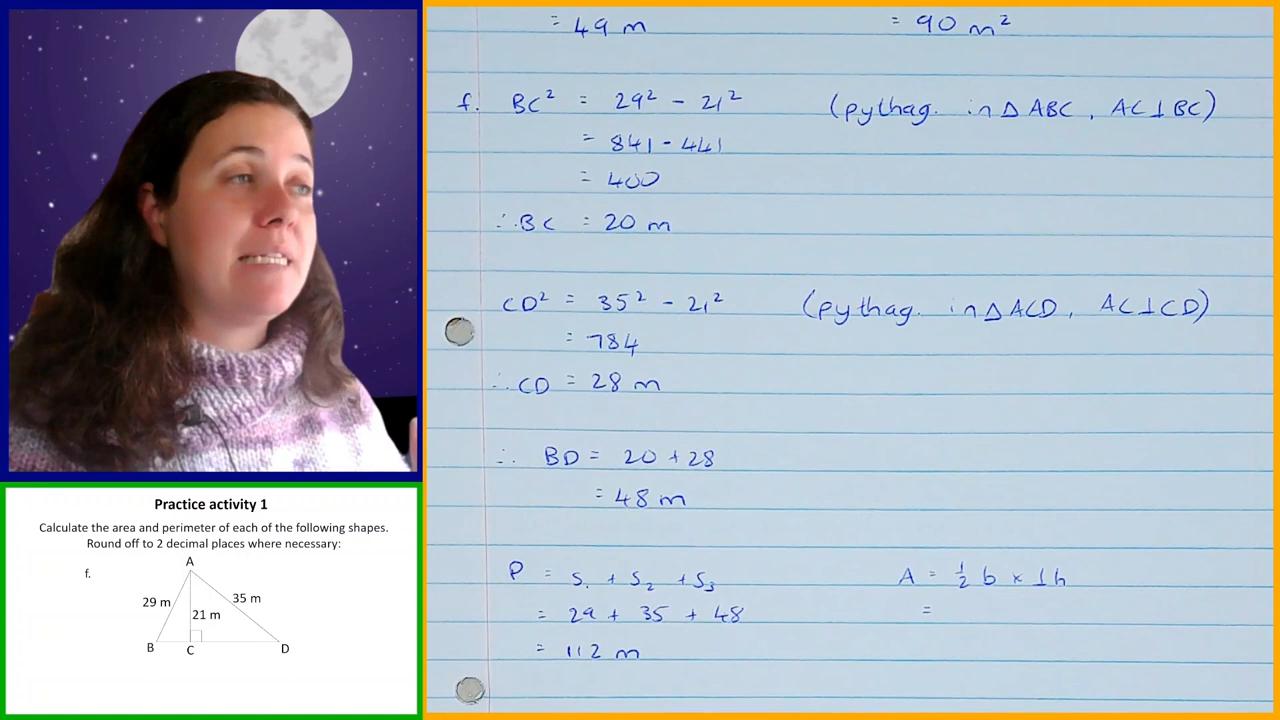 = 49 m = 90 m²
f. BC² = 29² - 21² (pythag. in △ ABC, AC ⊥ BC)
= 841 - 441
= 400
∴ BC = 20 m
CD² = 35² - 21² (pythag. in △ ACD, AC ⊥ CD)
= 784
∴ CD = 28 m
∴ BD = 20 + 28
= 48 m
P = S₁ + S₂ + S₃ A = ½ b × ⊥h
= 29 + 35 + 48 =
= 112 m
Practice activity 1
Calculate the area and perimeter of each of the following shapes.
Round off to 2 decimal places where necessary:
f.
A
29 m
35 m
21 m
B
C
D